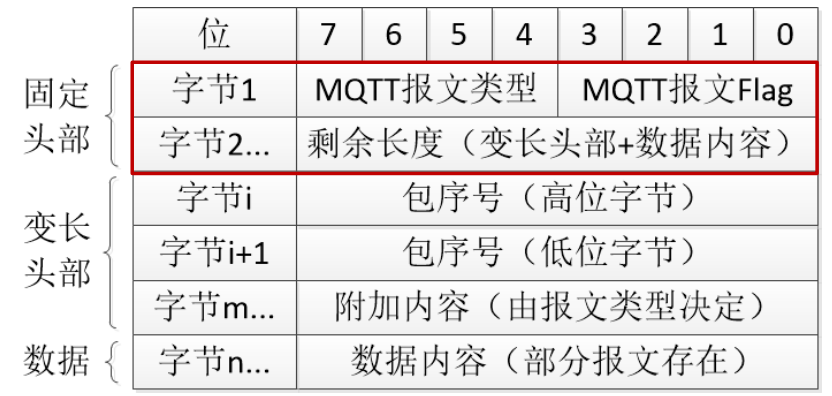 位 7 6 5 4 3 2 1 0
固定头部
字节1 MQTT报文类型 MQTT报文Flag
字节2... 剩余长度（变长头部+数据内容）
变长头部
字节i 包序号（高位字节）
字节i+1 包序号（低位字节）
字节m... 附加内容（由报文类型决定）
数据 字节n... 数据内容（部分报文存在）